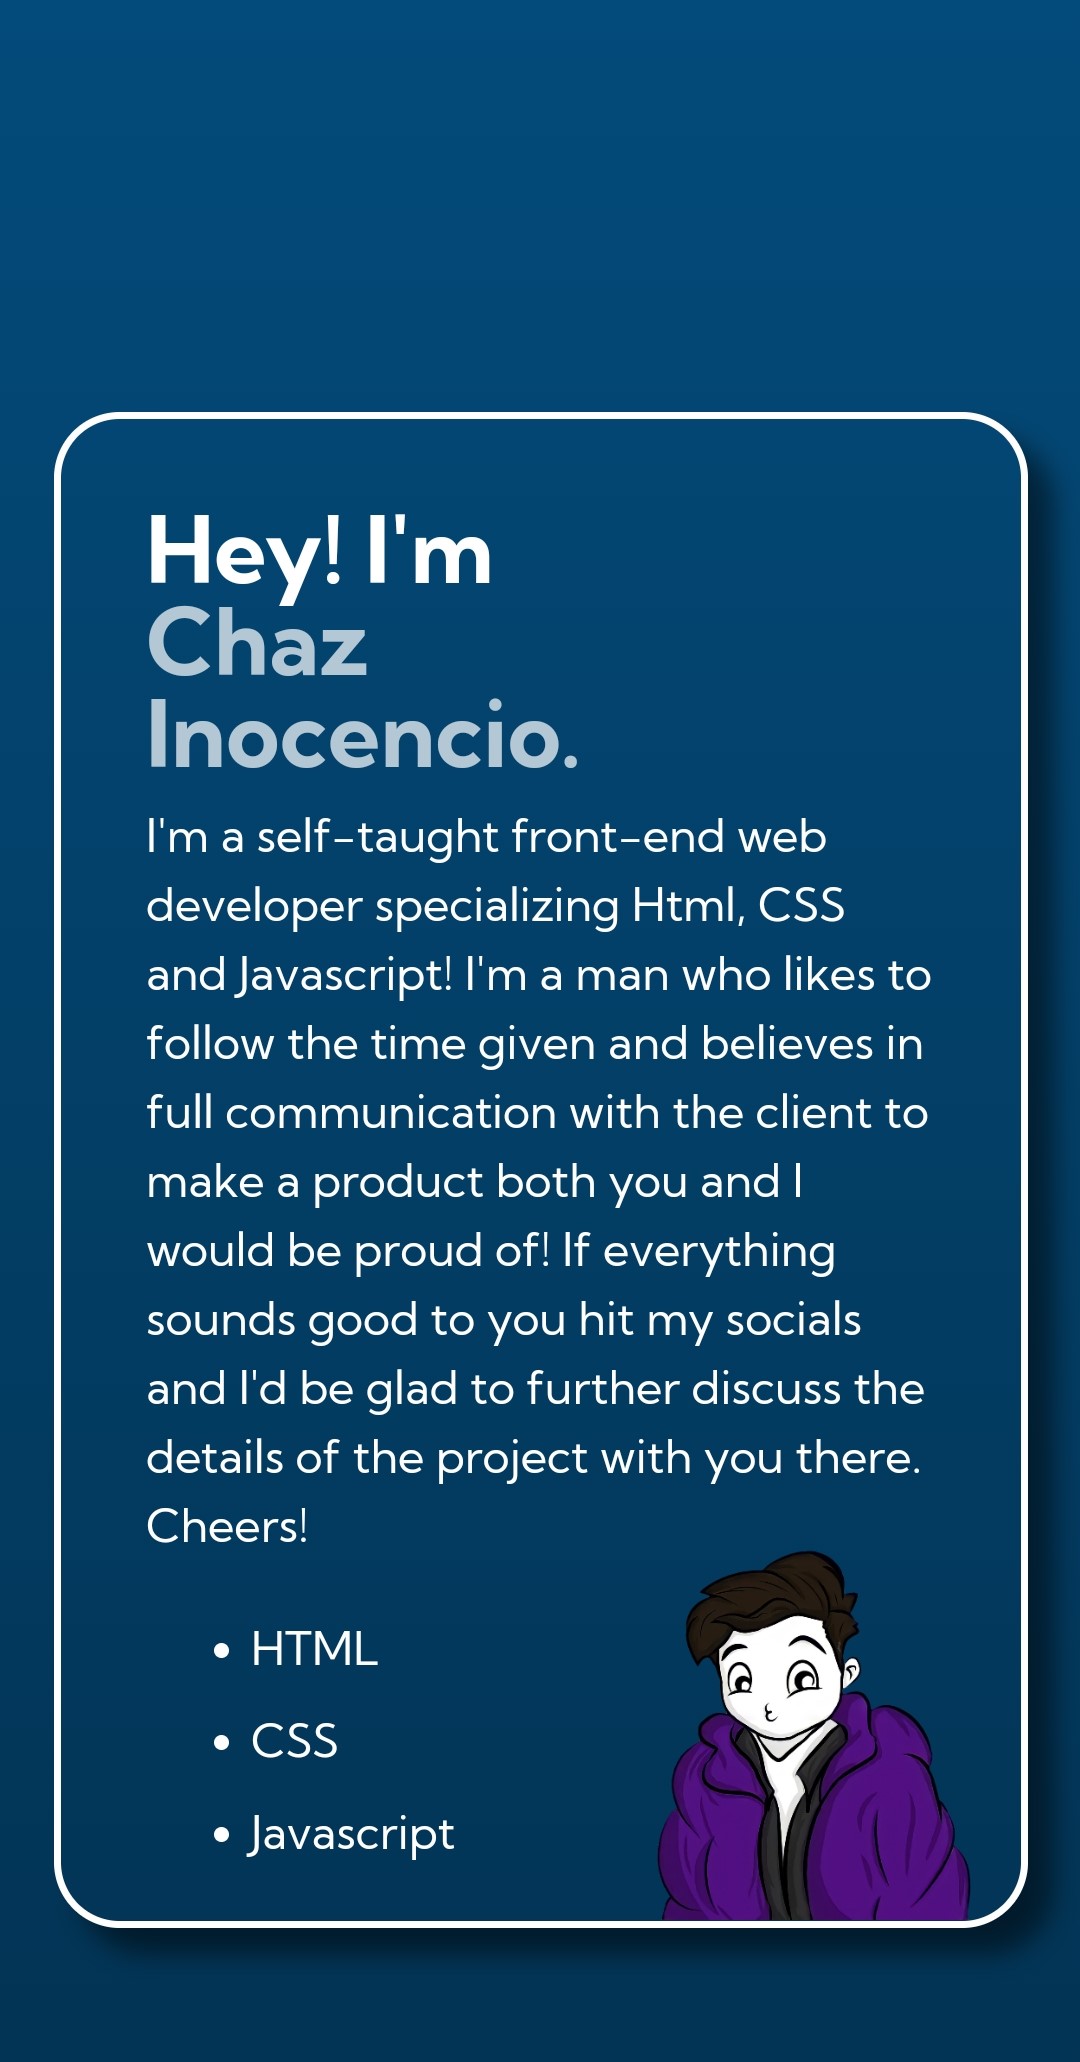 Hey! I'm
Chaz
Inocencio.
I'm a self-taught front-end web
developer specializing Html, CSS
and Javascript! I'm a man who likes to
follow the time given and believes in
full communication with the client to
make a product both you and I
would be proud of! If everything
sounds good to you hit my socials
and I'd be glad to further discuss the
details of the project with you there.
Cheers!
• HTML
• CSS
• Javascript